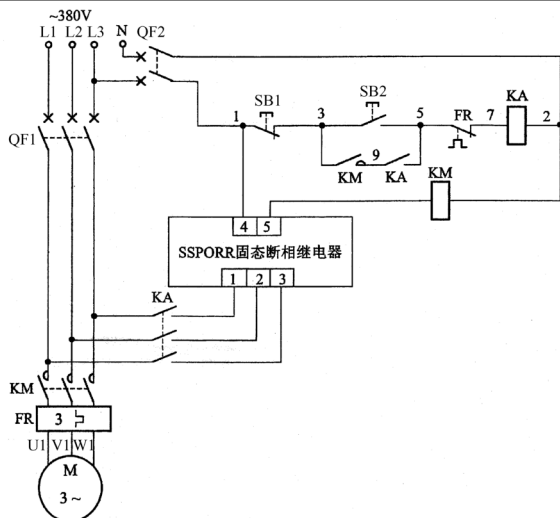 ~380V
L1 L2 L3 N QF2
QF1
1 SB1 3 SB2 5 FR 7 KA 2
KM 9 KA
KM
4 5
SSPORR固态断相继电器
1 2 3
KA
KM
FR 3
U1 V1 W1
M
3~